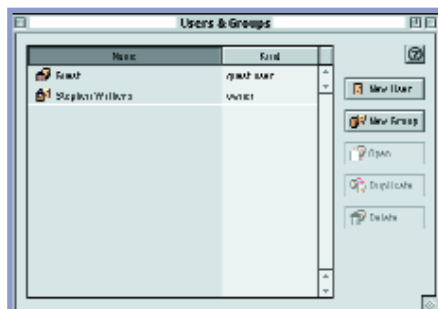 Users & Groups
Name Kind
Guest guest user
Stephen Williams owner
New User
New Group
Open
Duplicate
Delete